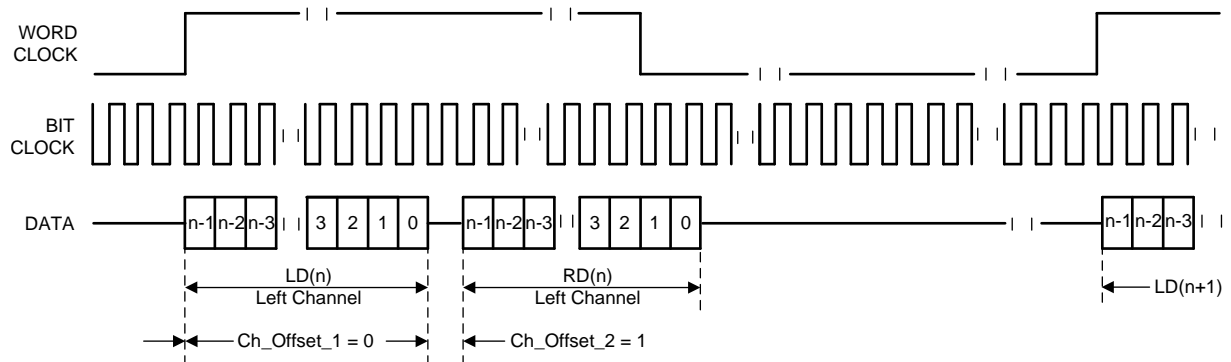 WORD
CLOCK
BIT
CLOCK
DATA
n-1 n-2 n-3 3 2 1 0 n-1 n-2 n-3 3 2 1 0 n-1 n-2 n-3
LD(n) RD(n) LD(n+1)
Left Channel Left Channel
Ch_Offset_1 = 0 Ch_Offset_2 = 1